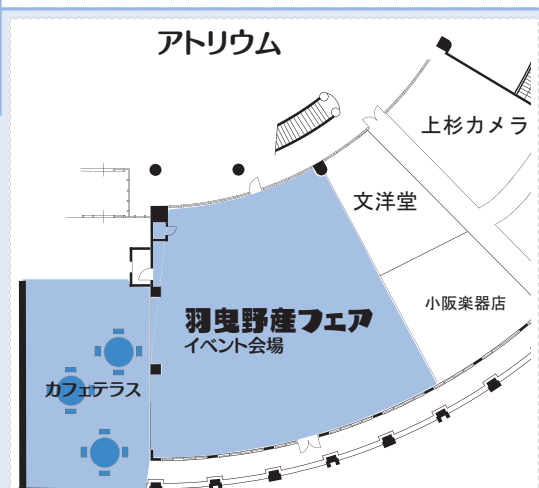 アトリウム
上杉カメラ
文洋堂
小阪楽器店
羽曳野産フェア
イベント会場
カフェテラス